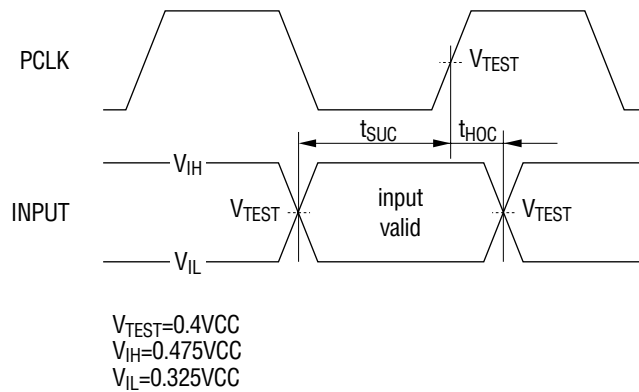 PCLK
VTEST
tSUC
tHOC
VIH
INPUT
VTEST
input
valid
VTEST
VIL
VTEST=0.4VCC
VIH=0.475VCC
VIL=0.325VCC